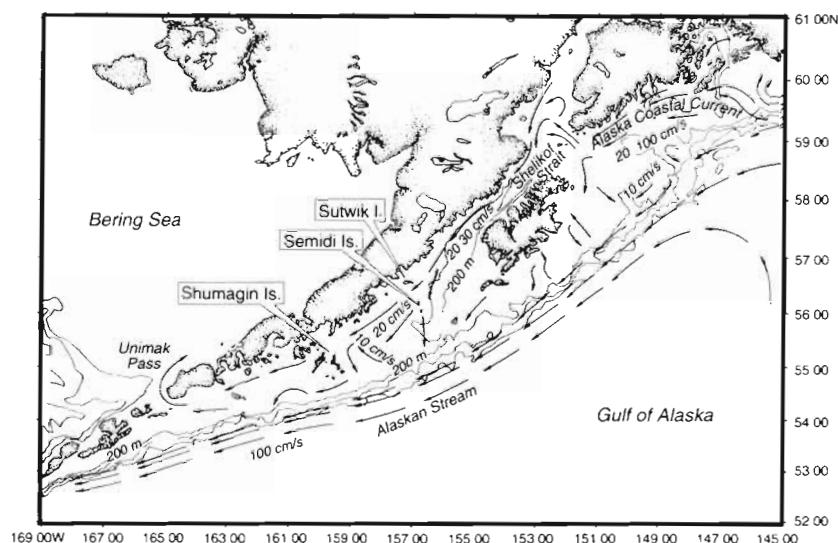 61 00N
60 00
59 00
58 00
57 00
56 00
55 00
54 00
53 00
52 00
Alaska Coastal Current
20 100 cm/s
10 cm/s
Shelikof
Strait
Bering Sea
Sutwik I.
20 30 cm/s
Semidi Is.
200 m
Shumagin Is.
20 cm/s
10 cm/s
200 m
Unimak
Pass
Alaskan Stream
Gulf of Alaska
200 m
100 cm/s
169 00W 167 00 165 00 163 00 161 00 159 00 157 00 155 00 153 00 151 00 149 00 147 00 145.00